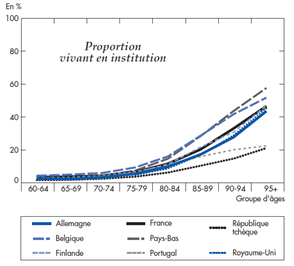 En %
100
80
60
40
20
0
Proportion
vivant en institution
60-64 65-69 70-74 75-79 80-84 85-89 90-94 95+
Groupe d'âges
Allemagne France République tchèque
Belgique Pays-Bas
Finlande Portugal Royaume-Uni